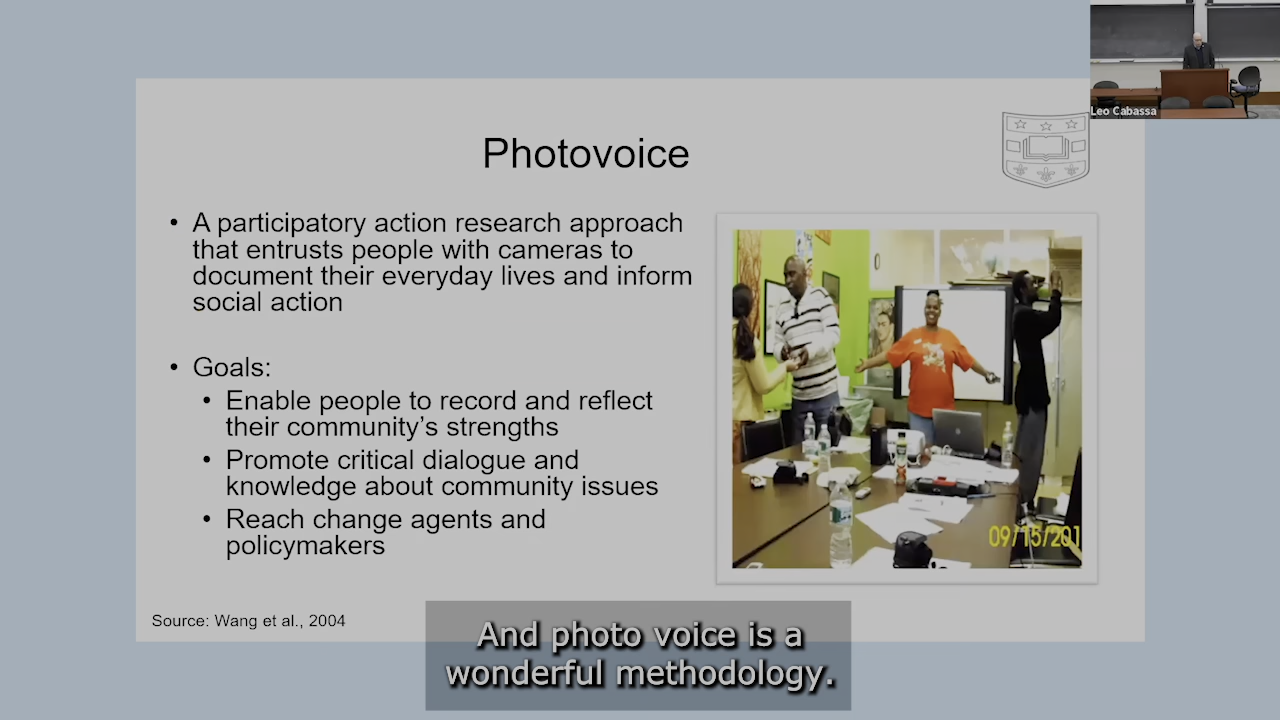 Leo Cabassa
Photovoice
• A participatory action research approach
that entrusts people with cameras to
document their everyday lives and inform
social action
• Goals:
• Enable people to record and reflect
their community's strengths
• Promote critical dialogue and
knowledge about community issues
• Reach change agents and
policymakers
09/15/201
Source: Wang et al., 2004
And photo voice is a
wonderful methodology.